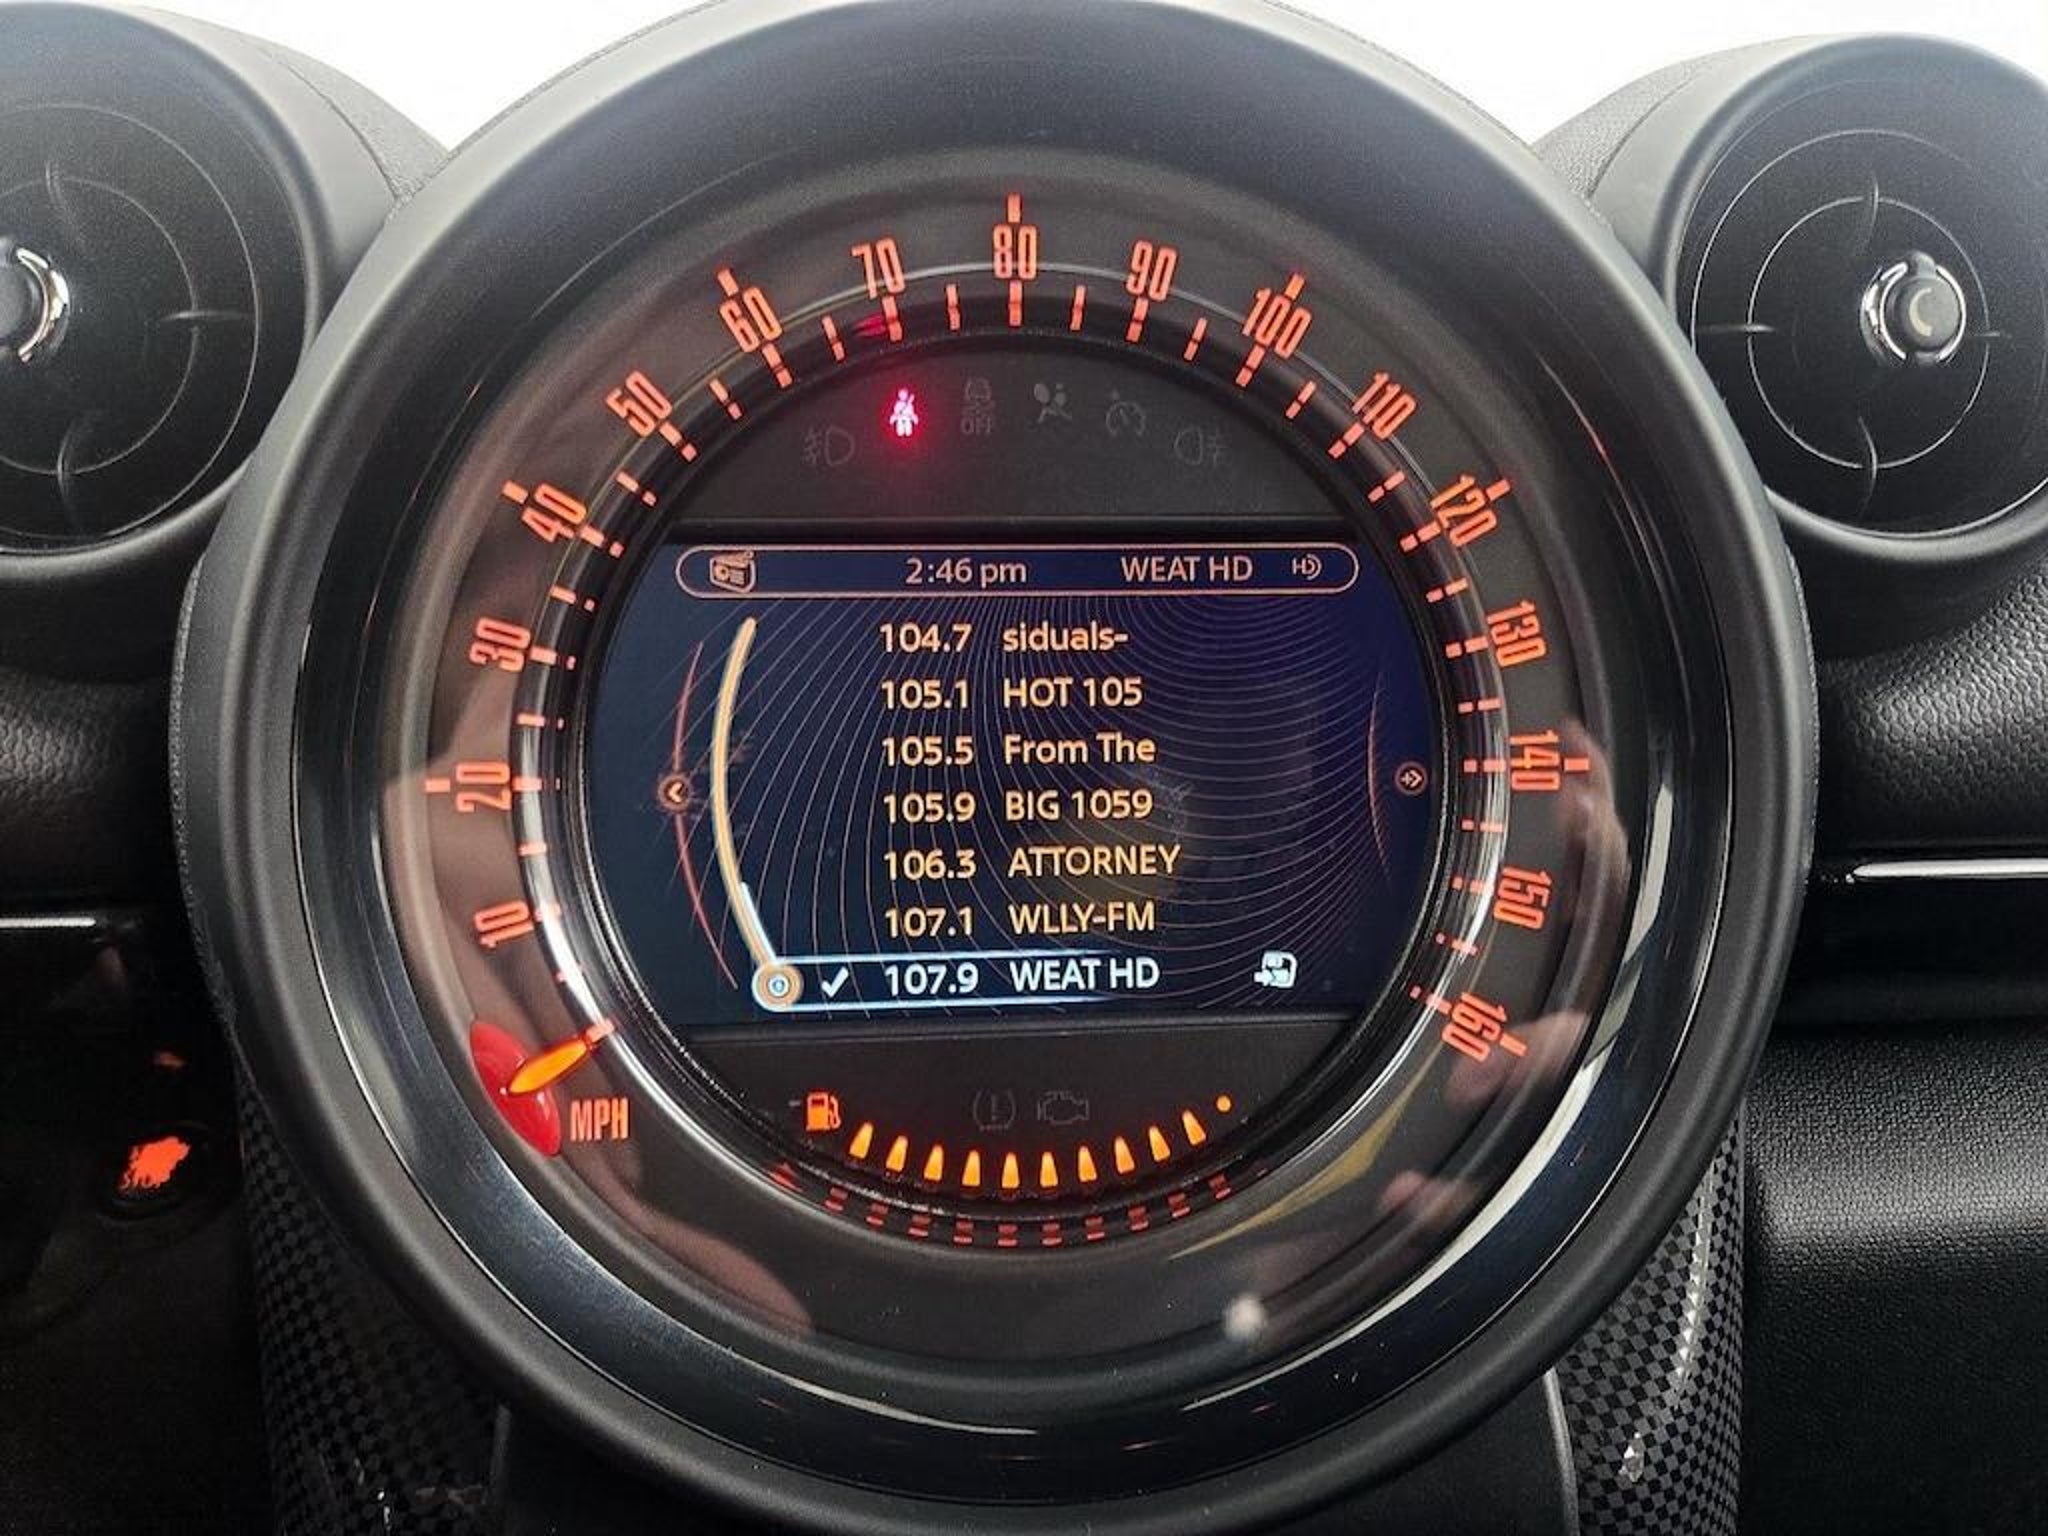 80
70
90
60
100
50
110
40
120
OFF
2:46 pm WEAT HD HD
30
130
104.7 siduals-
105.1 HOT 105
105.5 From The
20
140
105.9 BIG 1059
106.3 ATTORNEY
10
150
107.1 WLLY-FM
107.9 WEAT HD
160
MPH
STOP